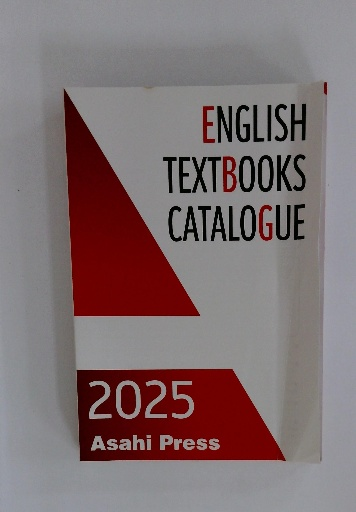 ENGLISH
TEXTBOOKS
CATALOGUE
2025
Asahi Press